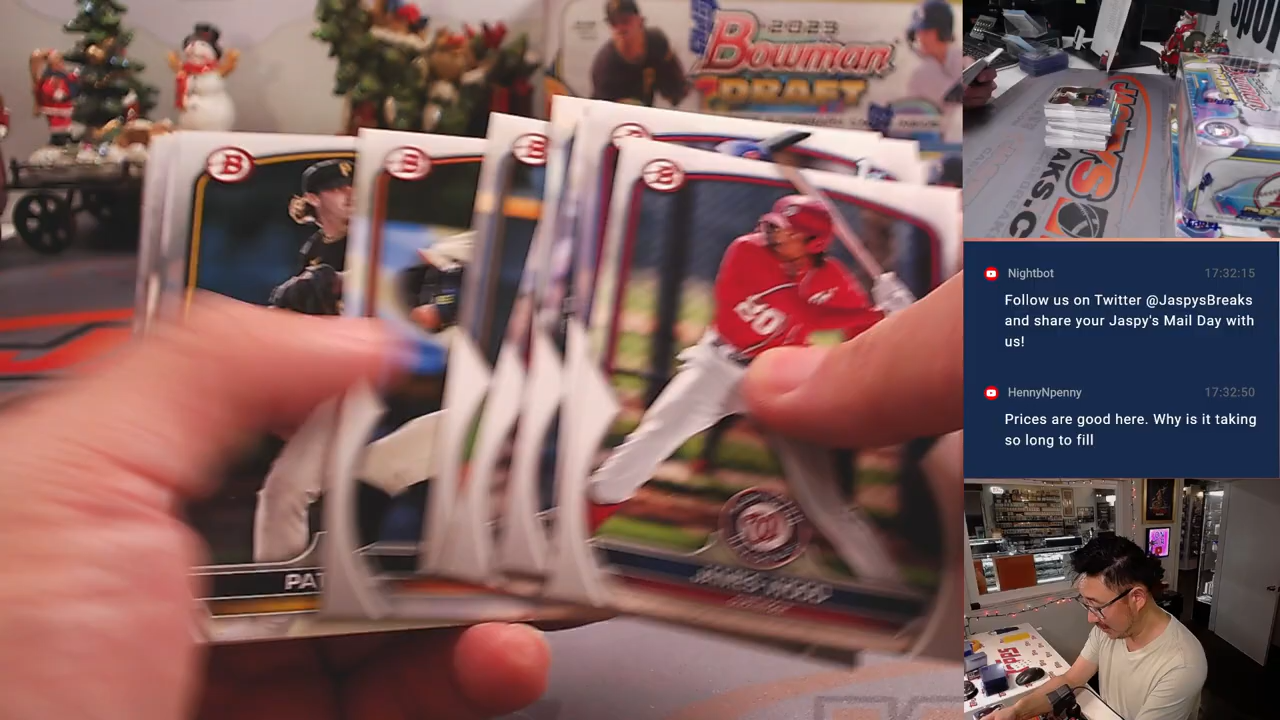 2023
Bowman
DRAFT
B
B
B
B
P
W
PAT
JAMES WOOD
JASPYS
Nightbot 17:32:15
Follow us on Twitter @JaspysBreaks
and share your Jaspy's Mail Day with
us!
HennyNpenny 17:32:50
Prices are good here. Why is it taking
so long to fill